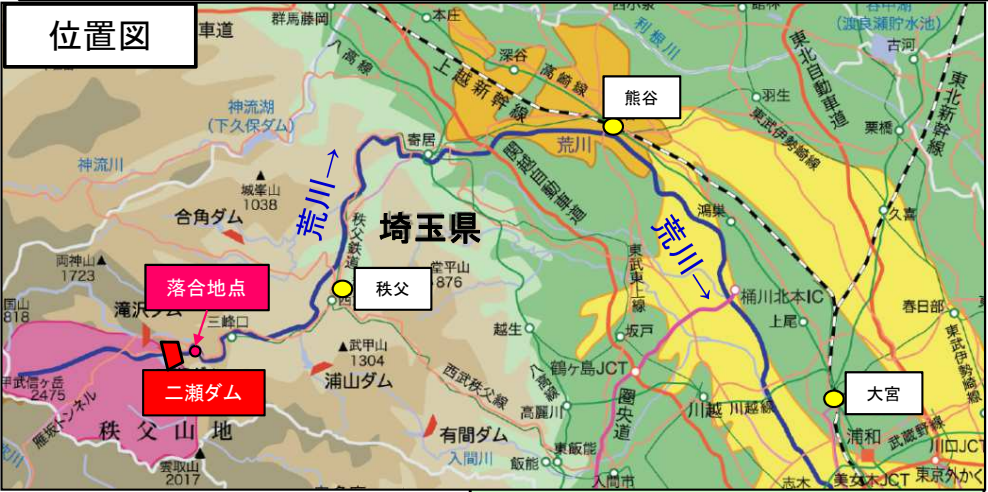 位置図
車道
群馬藤岡
本庄
利根川
(渡良瀬貯水池)
古河
東北自動車道
東北新幹線
八高線
深谷
高崎線
上越新幹線
熊谷
羽生
栗橋
東武伊勢崎線
神流湖
(下久保ダム)
神流川
寄居
荒川
荒川→
関越自動車道
城峯山
1038
合角ダム
秩父鉄道
埼玉県
鴻巣
久喜
荒川→
両神山
1723
落合地点
秩父
堂平山
876
東武東上線
桶川北本IC
春日部
滝沢ダム
三峰口
818
越生
坂戸
上尾
東武伊勢崎線
武甲山
1304
二瀬ダム
浦山ダム
西武秩父線
八高線
鶴ヶ島JCT
圏央道
川越
川越線
大宮
甲武信ヶ岳
2475
雁坂トンネル
秩父山地
高麗川
有間ダム
入間川
東飯能
飯能
浦和
武蔵野線
川口JCT
雲取山
2017
入間市
志木
美女木JCT
東京外かく